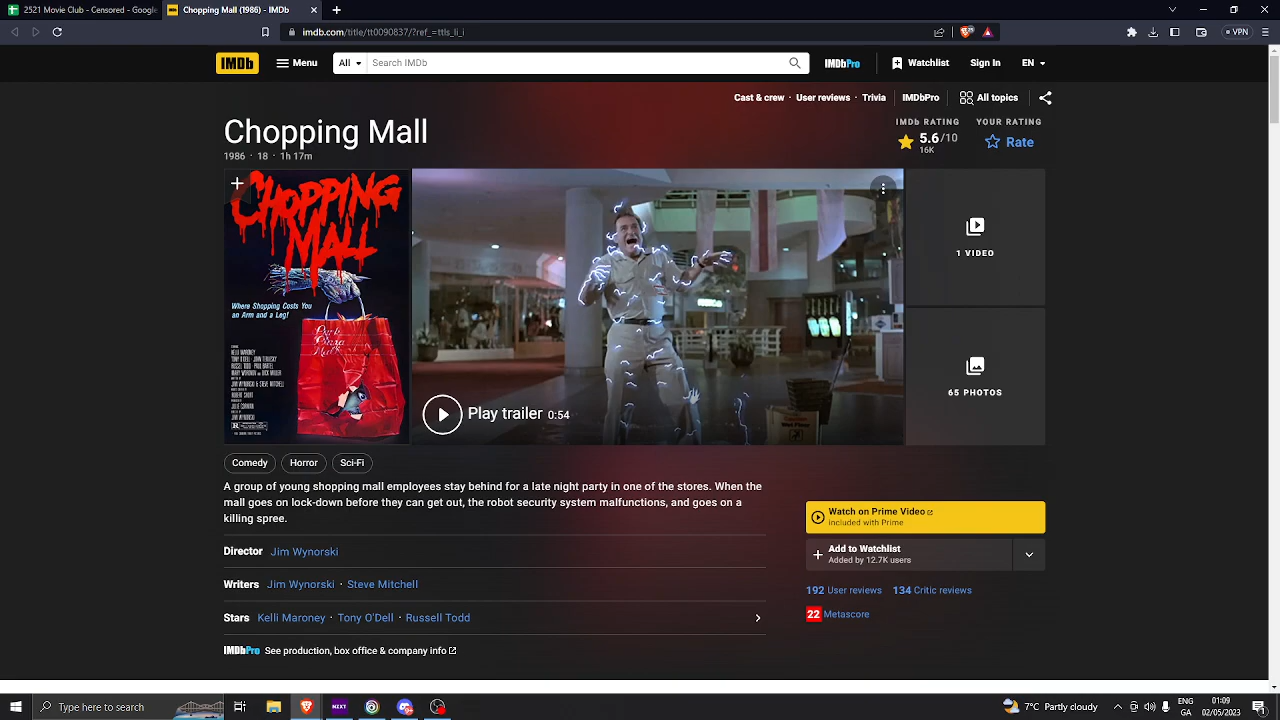 2521 Movie Club - Censored - Google
Chopping Mall (1986) - IMDb
imdb.com/title/tt0090837/?ref_=ttls_li_i
VPN
IMDb
Menu
All
Search IMDb
IMDbPro
Watchlist
Sign In
EN
Cast & crew · User reviews · Trivia
IMDbPro
All topics
Chopping Mall
1986 · 18 · 1h 17m
IMDb RATING
5.6/10
16K
YOUR RATING
Rate
CHOPPING
MALL
Where Shopping Costs You
an Arm and a Leg!
Park
Plaza
Mall
Play trailer 0:54
1 VIDEO
65 PHOTOS
Comedy
Horror
Sci-Fi
A group of young shopping mall employees stay behind for a late night party in one of the stores. When the
mall goes on lock-down before they can get out, the robot security system malfunctions, and goes on a
killing spree.
Director Jim Wynorski
Writers Jim Wynorski · Steve Mitchell
Stars Kelli Maroney · Tony O'Dell · Russell Todd
IMDbPro See production, box office & company info
Watch on Prime Video
included with Prime
Add to Watchlist
Added by 12.7K users
192 User reviews 134 Critic reviews
22 Metascore
Type here to search
NEXT
7°C Partly cloudy
ENG
GA
01:09
02/05/2023